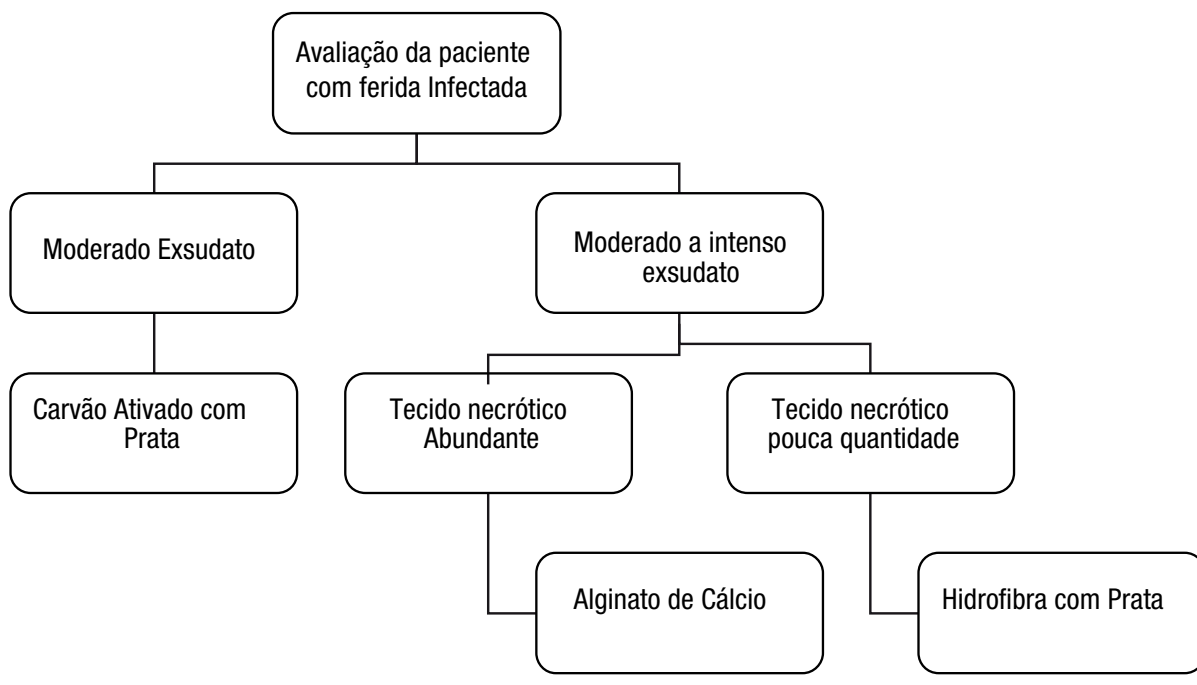 Avaliação da paciente
com ferida Infectada
Moderado Exsudato
Moderado a intenso
exsudato
Carvão Ativado com
Prata
Tecido necrótico
Abundante
Tecido necrótico
pouca quantidade
Alginato de Cálcio
Hidrofibra com Prata